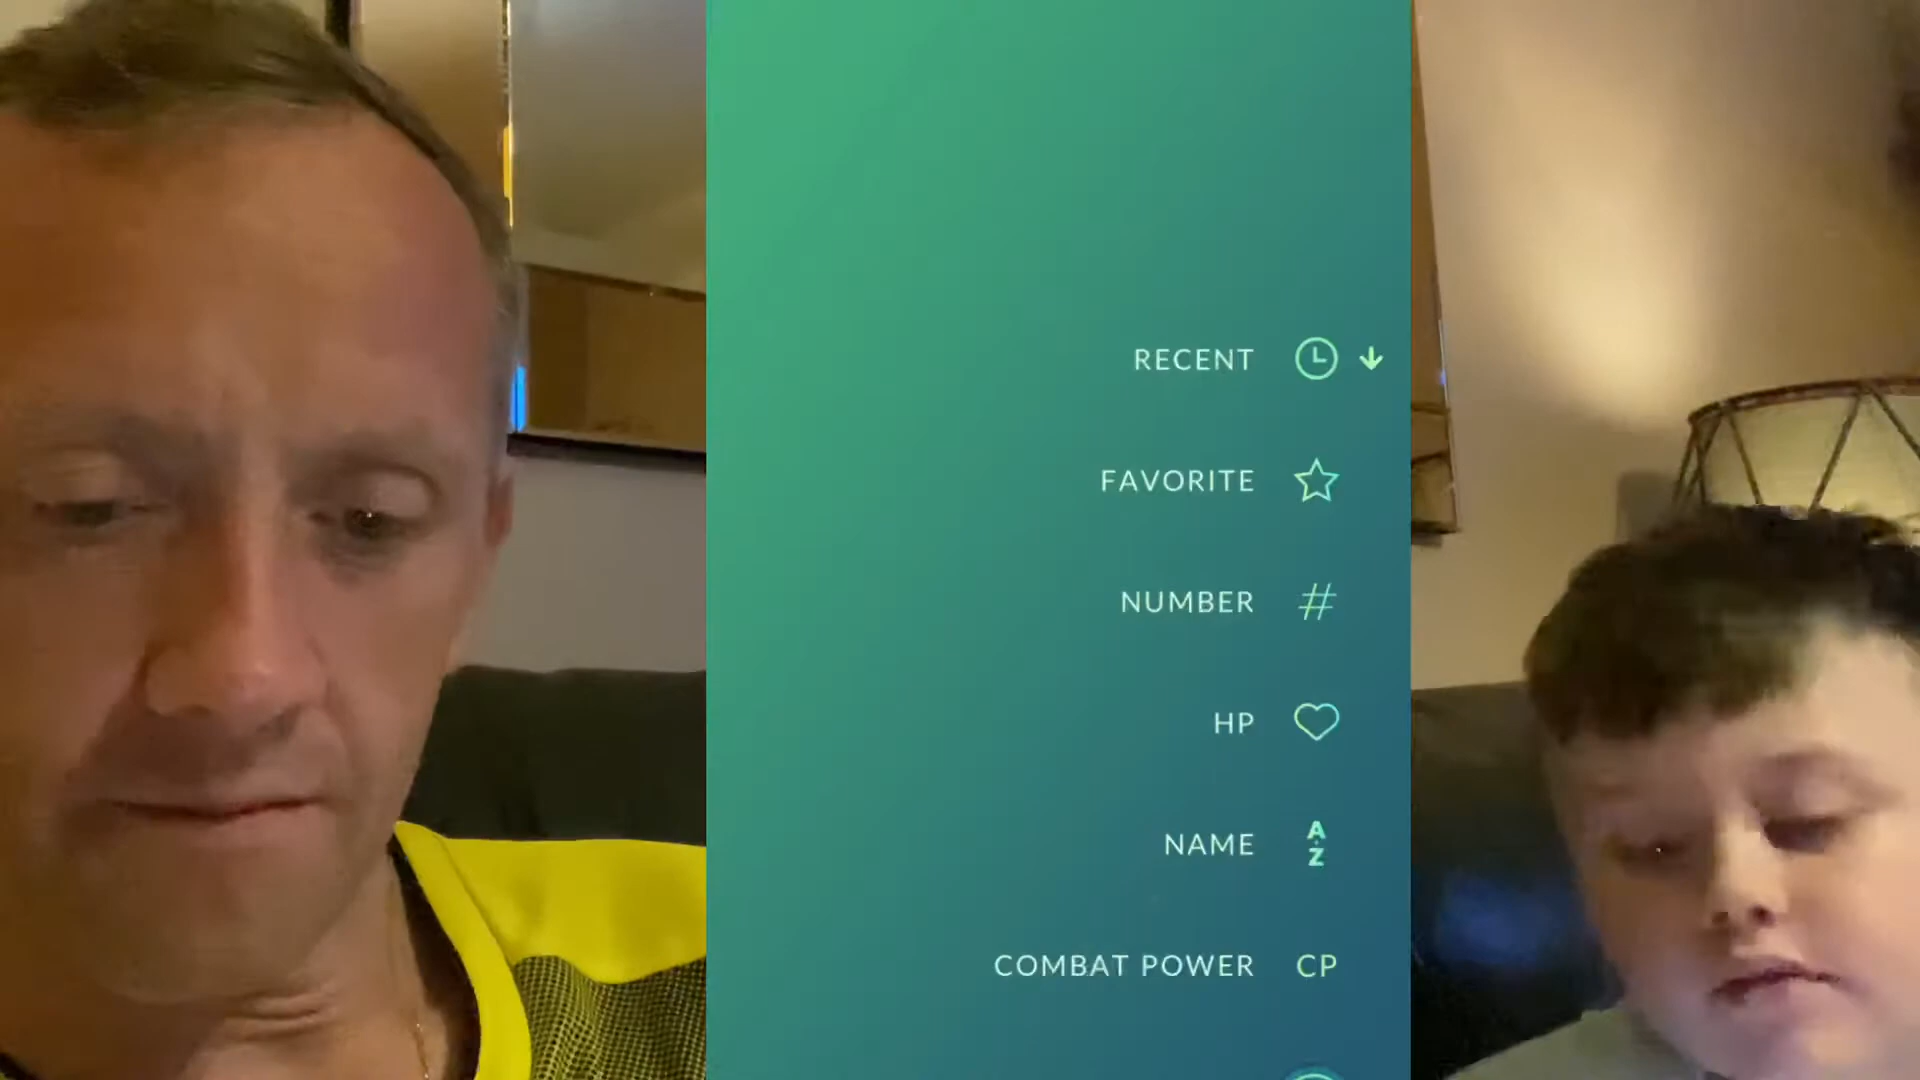 RECENT
FAVORITE
NUMBER #
HP
NAME A-Z
COMBAT POWER CP